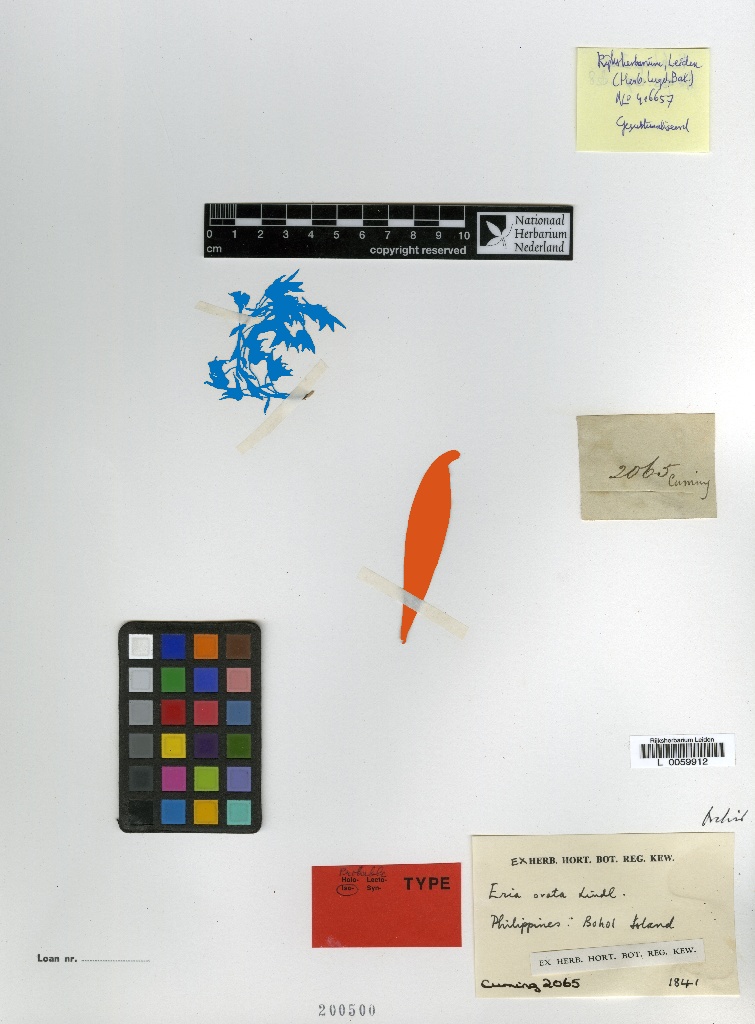 Rijksherbarium, Leiden
(Herb. Lugd. Bat.)
No 416657
0 1 2 3 4 5 6 7 8 9 10
cm
copyright reserved
Nationaal
Herbarium
Nederland
2065
Cuming
Rijksherbarium Leiden
L 0059912
Probably
Holo- Lecto-
Iso- Syn-
TYPE
EX HERB. HORT. BOT. REG. KEW.
Eria ovata Lindl.
Philippines: Bohol Island
EX HERB. HORT. BOT. REG. KEW.
Cuming 2065 1841
Loan nr.
200500